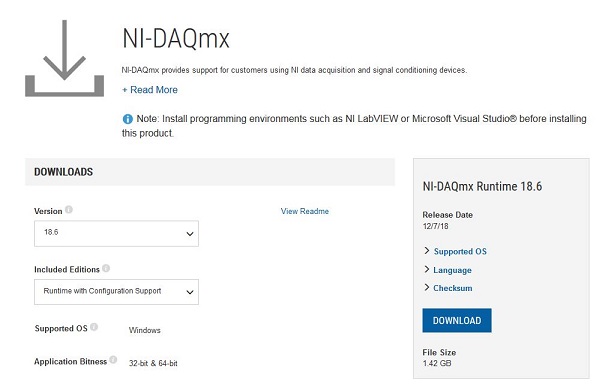 NI-DAQmx
NI-DAQmx provides support for customers using NI data acquisition and signal conditioning devices.
+ Read More
Note: Install programming environments such as NI LabVIEW or Microsoft Visual Studio® before installing
this product.
DOWNLOADS
Version
View Readme
18.6
Included Editions
Runtime with Configuration Support
Supported OS
Windows
Application Bitness
32-bit & 64-bit
NI-DAQmx Runtime 18.6
Release Date
12/7/18
> Supported OS
> Language
> Checksum
DOWNLOAD
File Size
1.42 GB